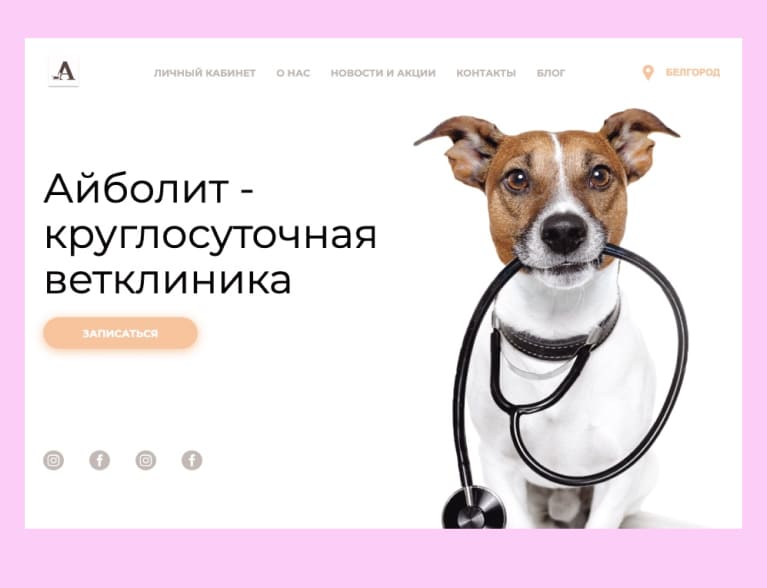 А
ЛИЧНЫЙ КАБИНЕТ О НАС НОВОСТИ И АКЦИИ КОНТАКТЫ БЛОГ БЕЛГОРОД
Айболит -
круглосуточная
ветклиника
ЗАПИСАТЬСЯ